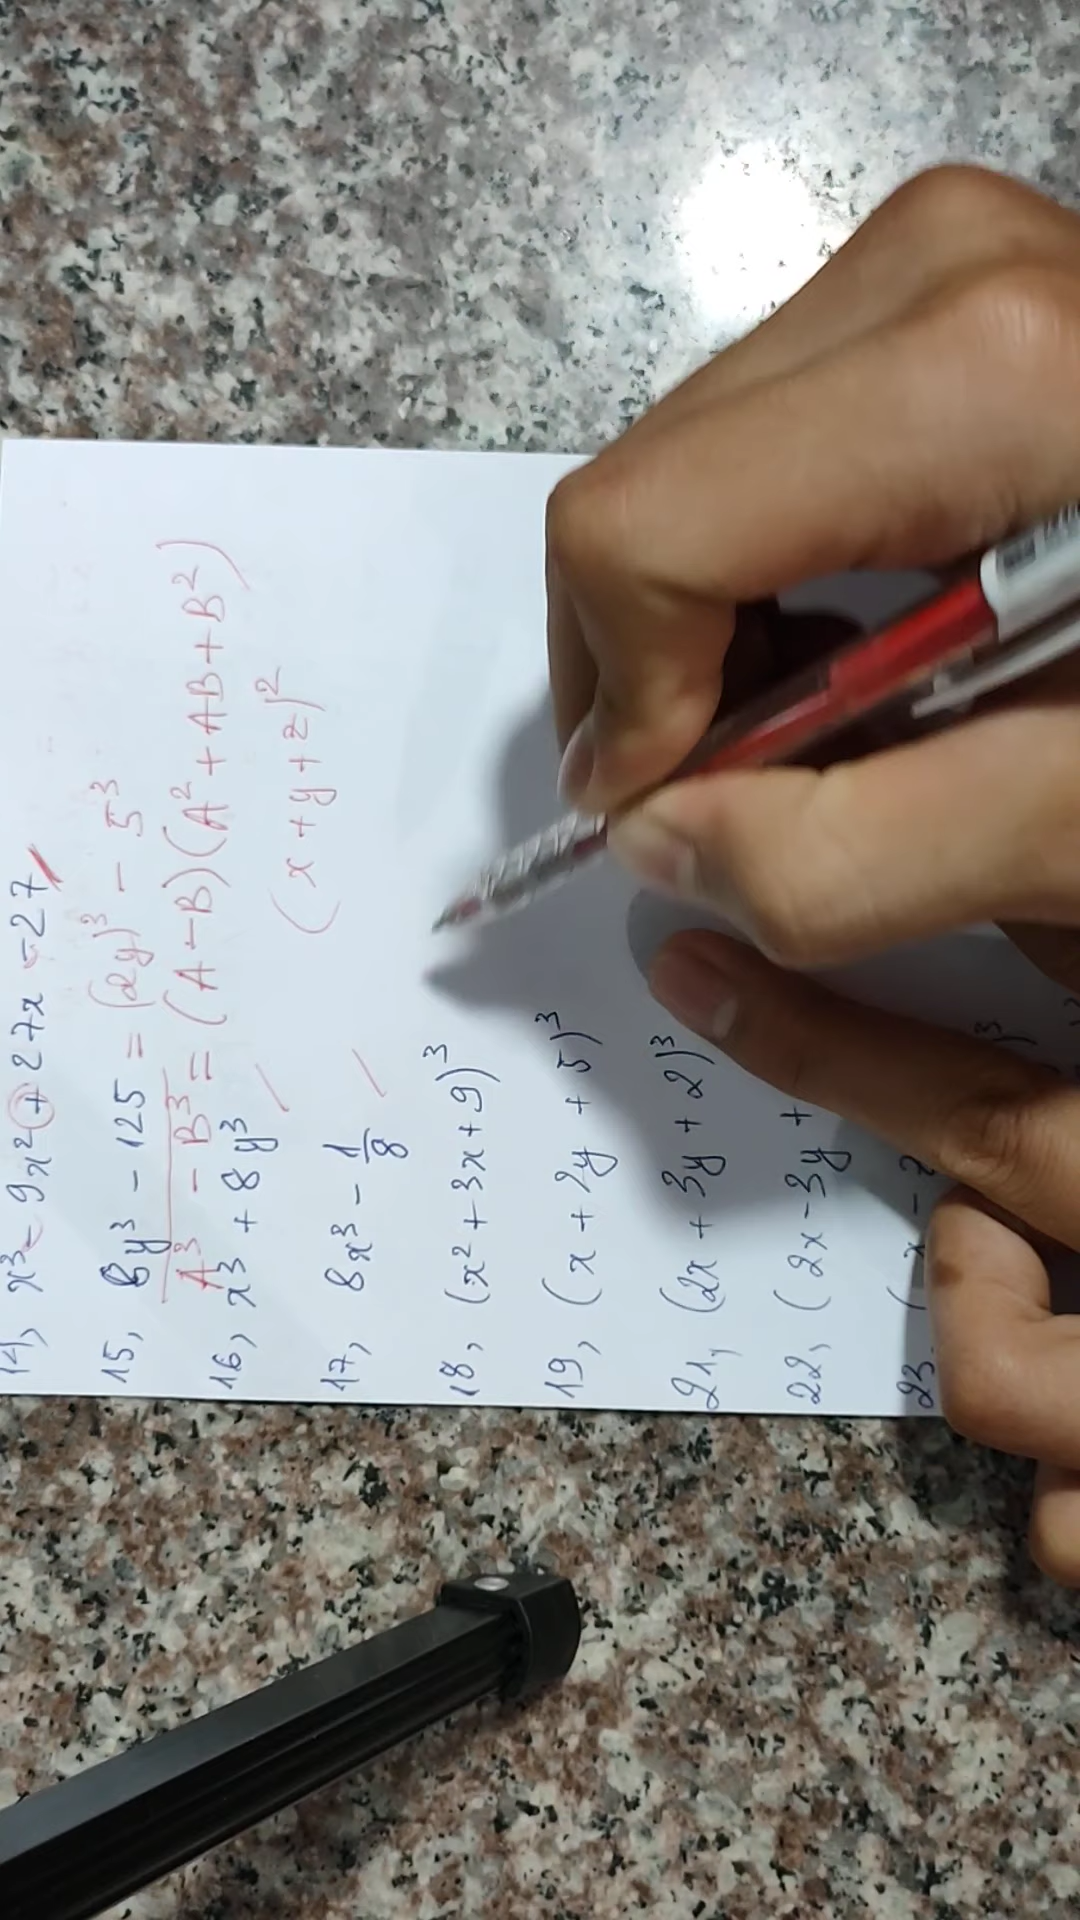 14, x³ - 9x² + 27x - 27
15, 8y³ - 125 = (2y)³ - 5³
A³ - B³ = (A - B)(A² + AB + B²)
16, x³ + 8y³
(x + y + z)²
17, 8x³ - 1/8
18, (x² + 3x + 9)³
19, (x + 2y + 5)³
21, (2x + 3y + 2)³
22, (2x - 3y +
23, (x - z